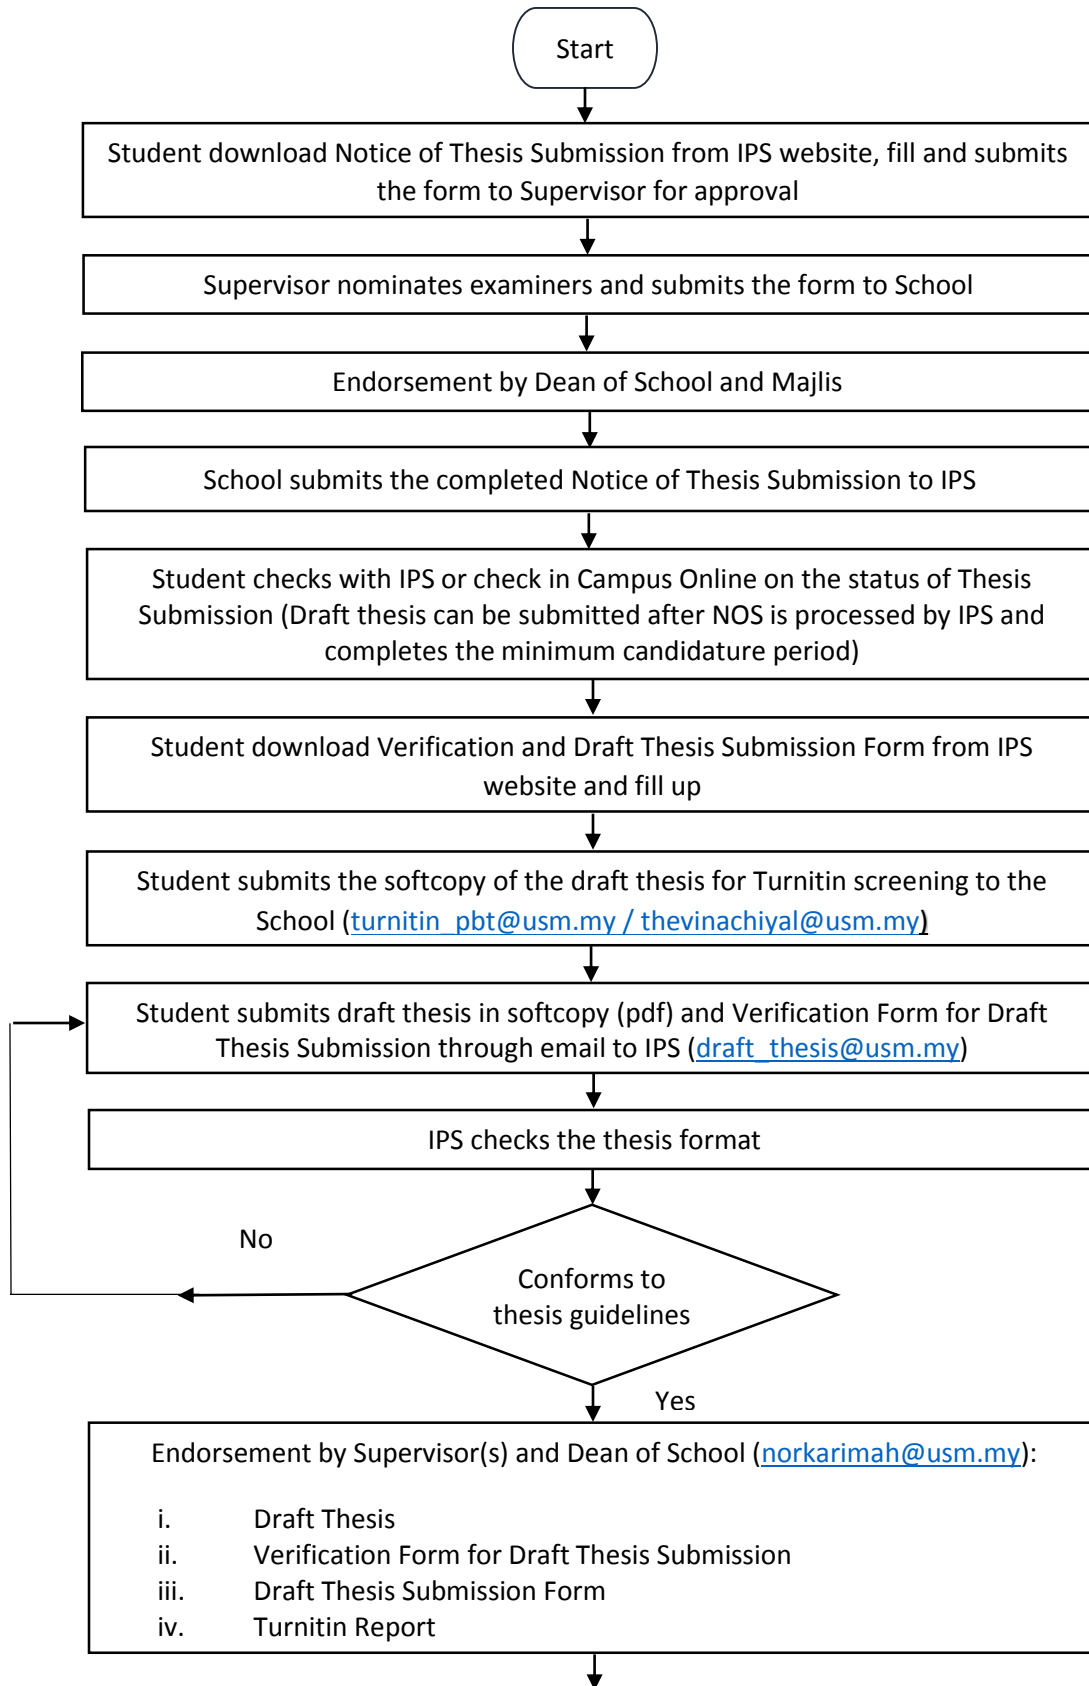 Start
Student download Notice of Thesis Submission from IPS website, fill and submits
the form to Supervisor for approval
Supervisor nominates examiners and submits the form to School
Endorsement by Dean of School and Majlis
School submits the completed Notice of Thesis Submission to IPS
Student checks with IPS or check in Campus Online on the status of Thesis
Submission (Draft thesis can be submitted after NOS is processed by IPS and
completes the minimum candidature period)
Student download Verification and Draft Thesis Submission Form from IPS
website and fill up
Student submits the softcopy of the draft thesis for Turnitin screening to the
School (turnitin_pbt@usm.my / thevinachiyal@usm.my)
Student submits draft thesis in softcopy (pdf) and Verification Form for Draft
Thesis Submission through email to IPS (draft_thesis@usm.my)
IPS checks the thesis format
No
Conforms to
thesis guidelines
Yes
Endorsement by Supervisor(s) and Dean of School (norkarimah@usm.my):
i. Draft Thesis
ii. Verification Form for Draft Thesis Submission
iii. Draft Thesis Submission Form
iv. Turnitin Report